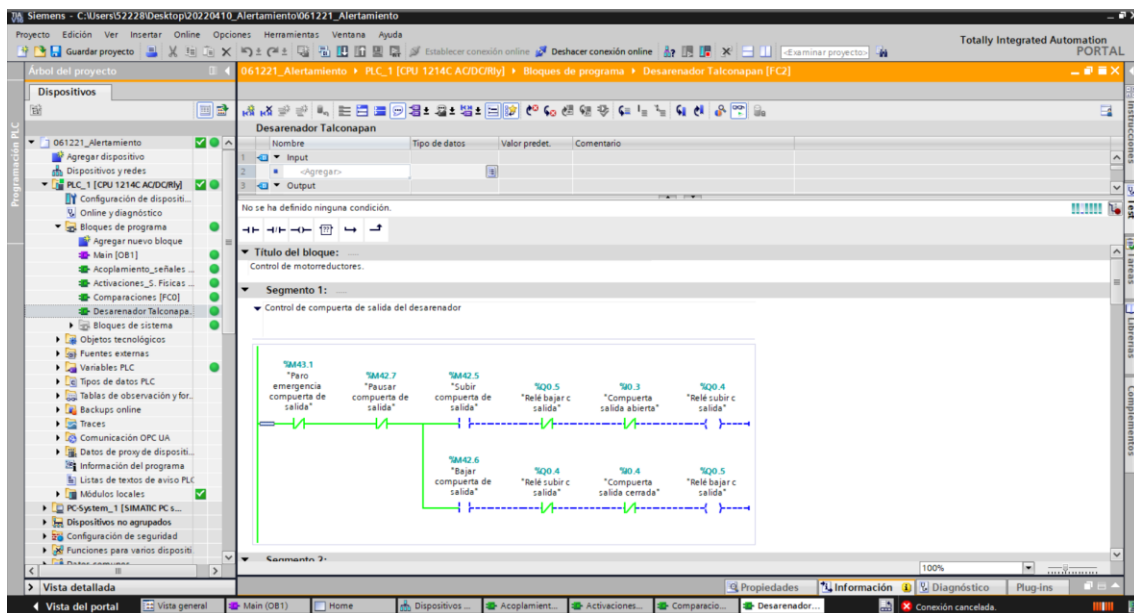 Siemens - C:\Users\52228\Desktop\20220410_Alertamiento\061221_Alertamiento
Proyecto Edición Ver Insertar Online Opciones Herramientas Ventana Ayuda
Guardar proyecto Establecer conexión online Deshacer conexión online <Examinar proyecto>
Totally Integrated Automation
PORTAL
Árbol del proyecto
061221_Alertamiento PLC_1 [CPU 1214C AC/DC/Rly] Bloques de programa Desarenador Talconapan [FC2]
Dispositivos
Programación PLC
061221_Alertamiento
Agregar dispositivo
Dispositivos y redes
PLC_1 [CPU 1214C AC/DC/Rly]
Configuración de dispositi...
Online y diagnóstico
Bloques de programa
Agregar nuevo bloque
Main [OB1]
Acoplamiento_señales ...
Activaciones_S. Fisicas ...
Comparaciones [FC0]
Desarenador Talconapa..
Bloques de sistema
Objetos tecnológicos
Fuentes externas
Variables PLC
Tipos de datos PLC
Tablas de observación y for..
Backups online
Traces
Comunicación OPC UA
Datos de proxy de dispositi..
Información del programa
Listas de textos de aviso PLC
Módulos locales
PC-System_1 [SIMATIC PC s...
Dispositivos no agrupados
Configuración de seguridad
Funciones para varios dispositi
Datos comunes
Vista detallada
Desarenador Talconapan
Nombre Tipo de datos Valor predet. Comentario
1 Input
2 <Agregar>
3 Output
No se ha definido ninguna condición.
Título del bloque: .....
Control de motorreductores.
Segmento 1: .....
Control de compuerta de salida del desarenador
%M43.1
"Paro
emergencia
compuerta de
salida"
%M42.7
"Pausar
compuerta de
salida"
%M42.5
"Subir
compuerta de
salida"
%Q0.5
"Relé bajar c
salida"
%I0.3
"Compuerta
salida abierta"
%Q0.4
"Relé subir c
salida"
%M42.6
"Bajar
compuerta de
salida"
%Q0.4
"Relé subir c
salida"
%I0.4
"Compuerta
salida cerrada"
%Q0.5
"Relé bajar c
salida"
Segmento 2:
100%
Instrucciones
Test
Tareas
Librerías
Complementos
Propiedades Información Diagnóstico Plug-ins
Vista del portal Vista general Main (OB1) Home Dispositivos ... Acoplamient... Activaciones... Comparacio... Desarenador... Conexión cancelada.